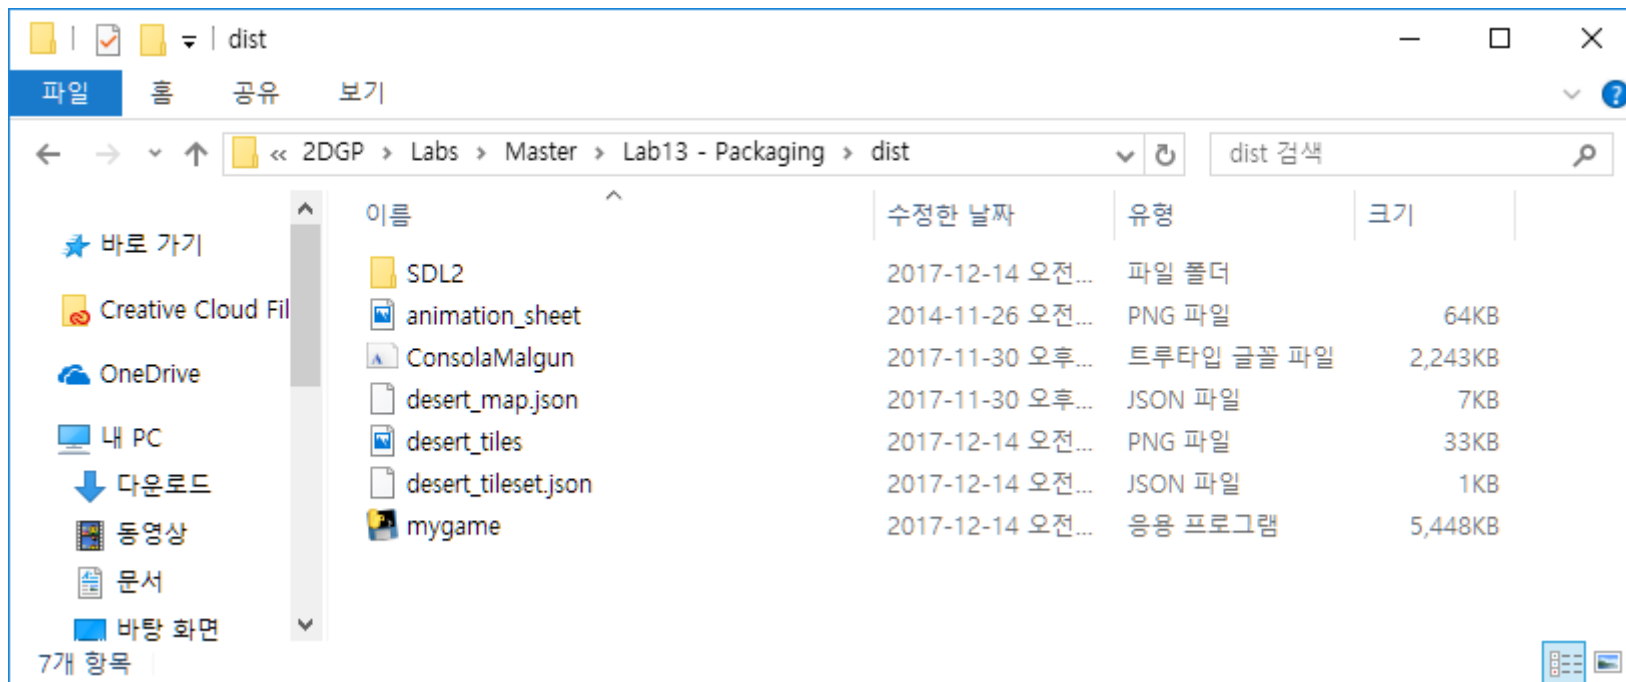 dist
파일 홈 공유 보기
« 2DGP > Labs > Master > Lab13 - Packaging > dist
dist 검색
이름 수정한 날짜 유형 크기
바로 가기
Creative Cloud Fil
OneDrive
내 PC
다운로드
동영상
문서
바탕 화면
SDL2 2017-12-14 오전... 파일 폴더
animation_sheet 2014-11-26 오전... PNG 파일 64KB
ConsolaMalgun 2017-11-30 오후... 트루타입 글꼴 파일 2,243KB
desert_map.json 2017-11-30 오후... JSON 파일 7KB
desert_tiles 2017-12-14 오전... PNG 파일 33KB
desert_tileset.json 2017-12-14 오전... JSON 파일 1KB
mygame 2017-12-14 오전... 응용 프로그램 5,448KB
7개 항목